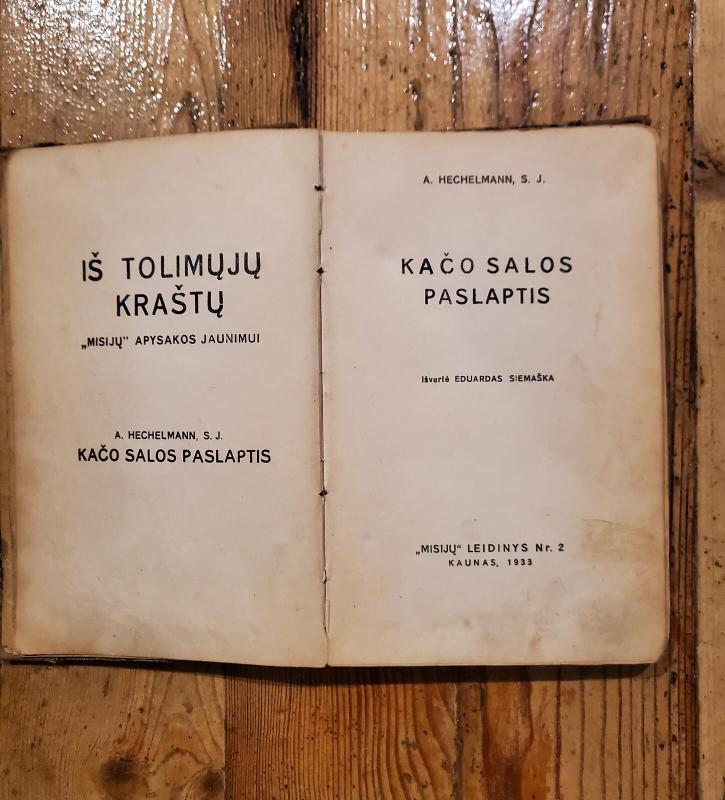 IŠ TOLIMŲJŲ
KRAŠTŲ
„MISIJŲ” APYSAKOS JAUNIMUI
A. HECHELMANN, S. J.
KAČO SALOS PASLAPTIS
A. HECHELMANN, S. J.
KAČO SALOS
PASLAPTIS
Išvertė EDUARDAS SIEMAŠKA
„MISIJŲ“ LEIDINYS Nr. 2
KAUNAS, 1933